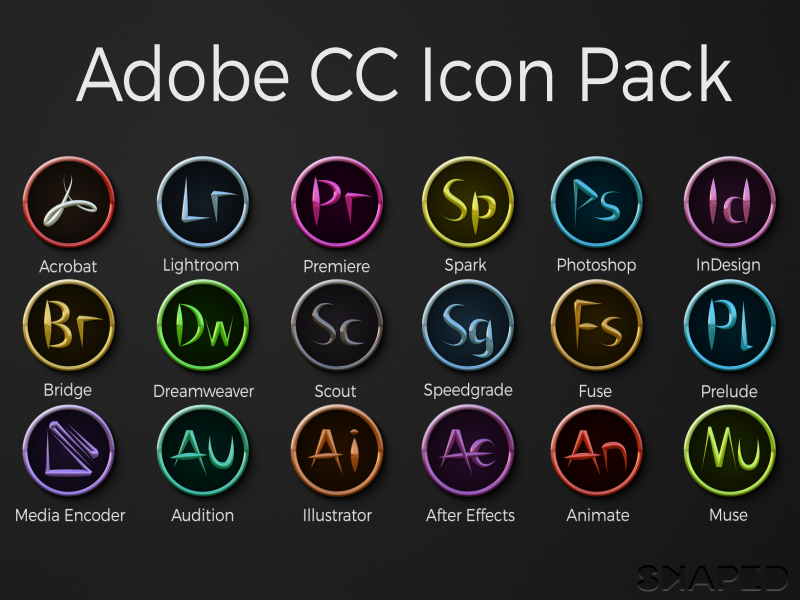 Adobe CC Icon Pack
Lr Pr Sp Ps Id
Acrobat Lightroom Premiere Spark Photoshop InDesign
Br Dw Sc Sg Fs Pl
Bridge Dreamweaver Scout Speedgrade Fuse Prelude
Au Ai Ae An Mu
Media Encoder Audition Illustrator After Effects Animate Muse
SKAPED